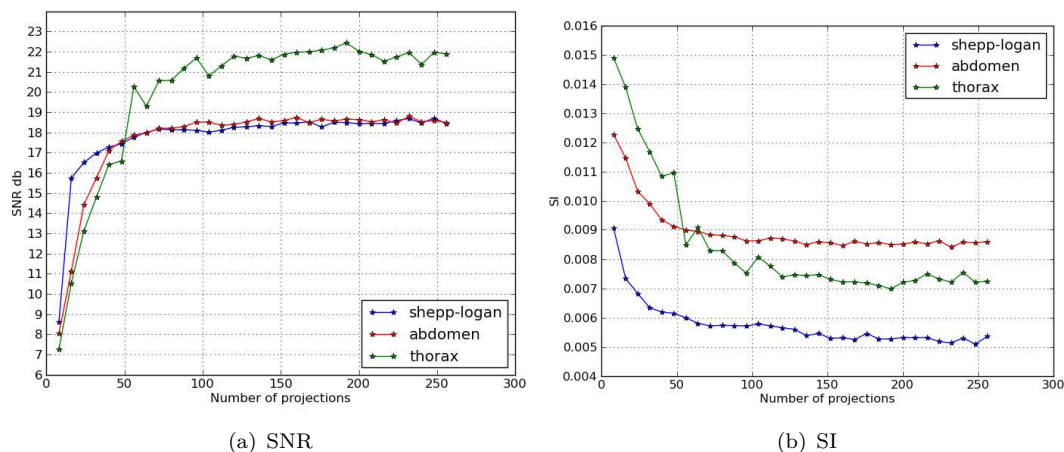 23
22
21
20
19
18
17
16
15
14
13
12
11
10
9
8
7
6
SNR db
shepp-logan
abdomen
thorax
0 50 100 150 200 250 300
Number of projections
(a) SNR
0.016
0.015
0.014
0.013
0.012
0.011
0.010
0.009
0.008
0.007
0.006
0.005
0.004
SI
shepp-logan
abdomen
thorax
0 50 100 150 200 250 300
Number of projections
(b) SI